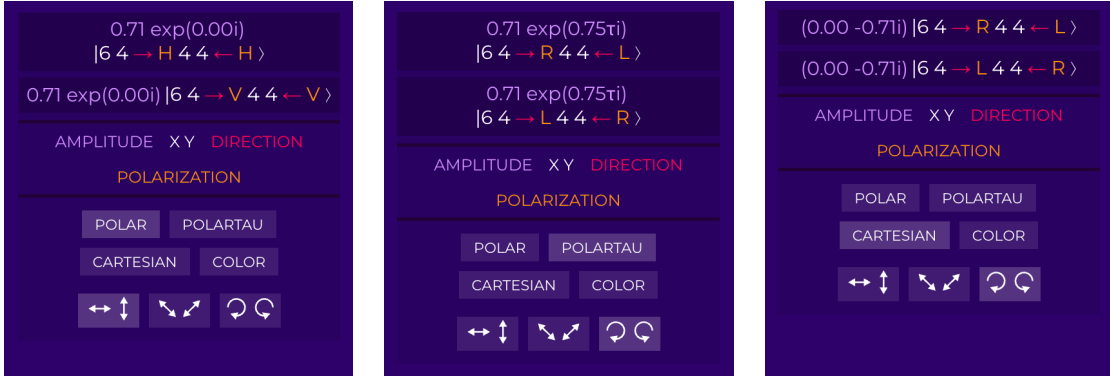 0.71 exp(0.00i)
|6 4 → H 4 4 ← H ⟩
0.71 exp(0.00i) |6 4 → V 4 4 ← V ⟩
AMPLITUDE X Y DIRECTION
POLARIZATION
POLAR POLARTAU
CARTESIAN COLOR
0.71 exp(0.75τi)
|6 4 → R 4 4 ← L ⟩
0.71 exp(0.75τi)
|6 4 → L 4 4 ← R ⟩
AMPLITUDE X Y DIRECTION
POLARIZATION
POLAR POLARTAU
CARTESIAN COLOR
(0.00 -0.71i) |6 4 → R 4 4 ← L ⟩
(0.00 -0.71i) |6 4 → L 4 4 ← R ⟩
AMPLITUDE X Y DIRECTION
POLARIZATION
POLAR POLARTAU
CARTESIAN COLOR